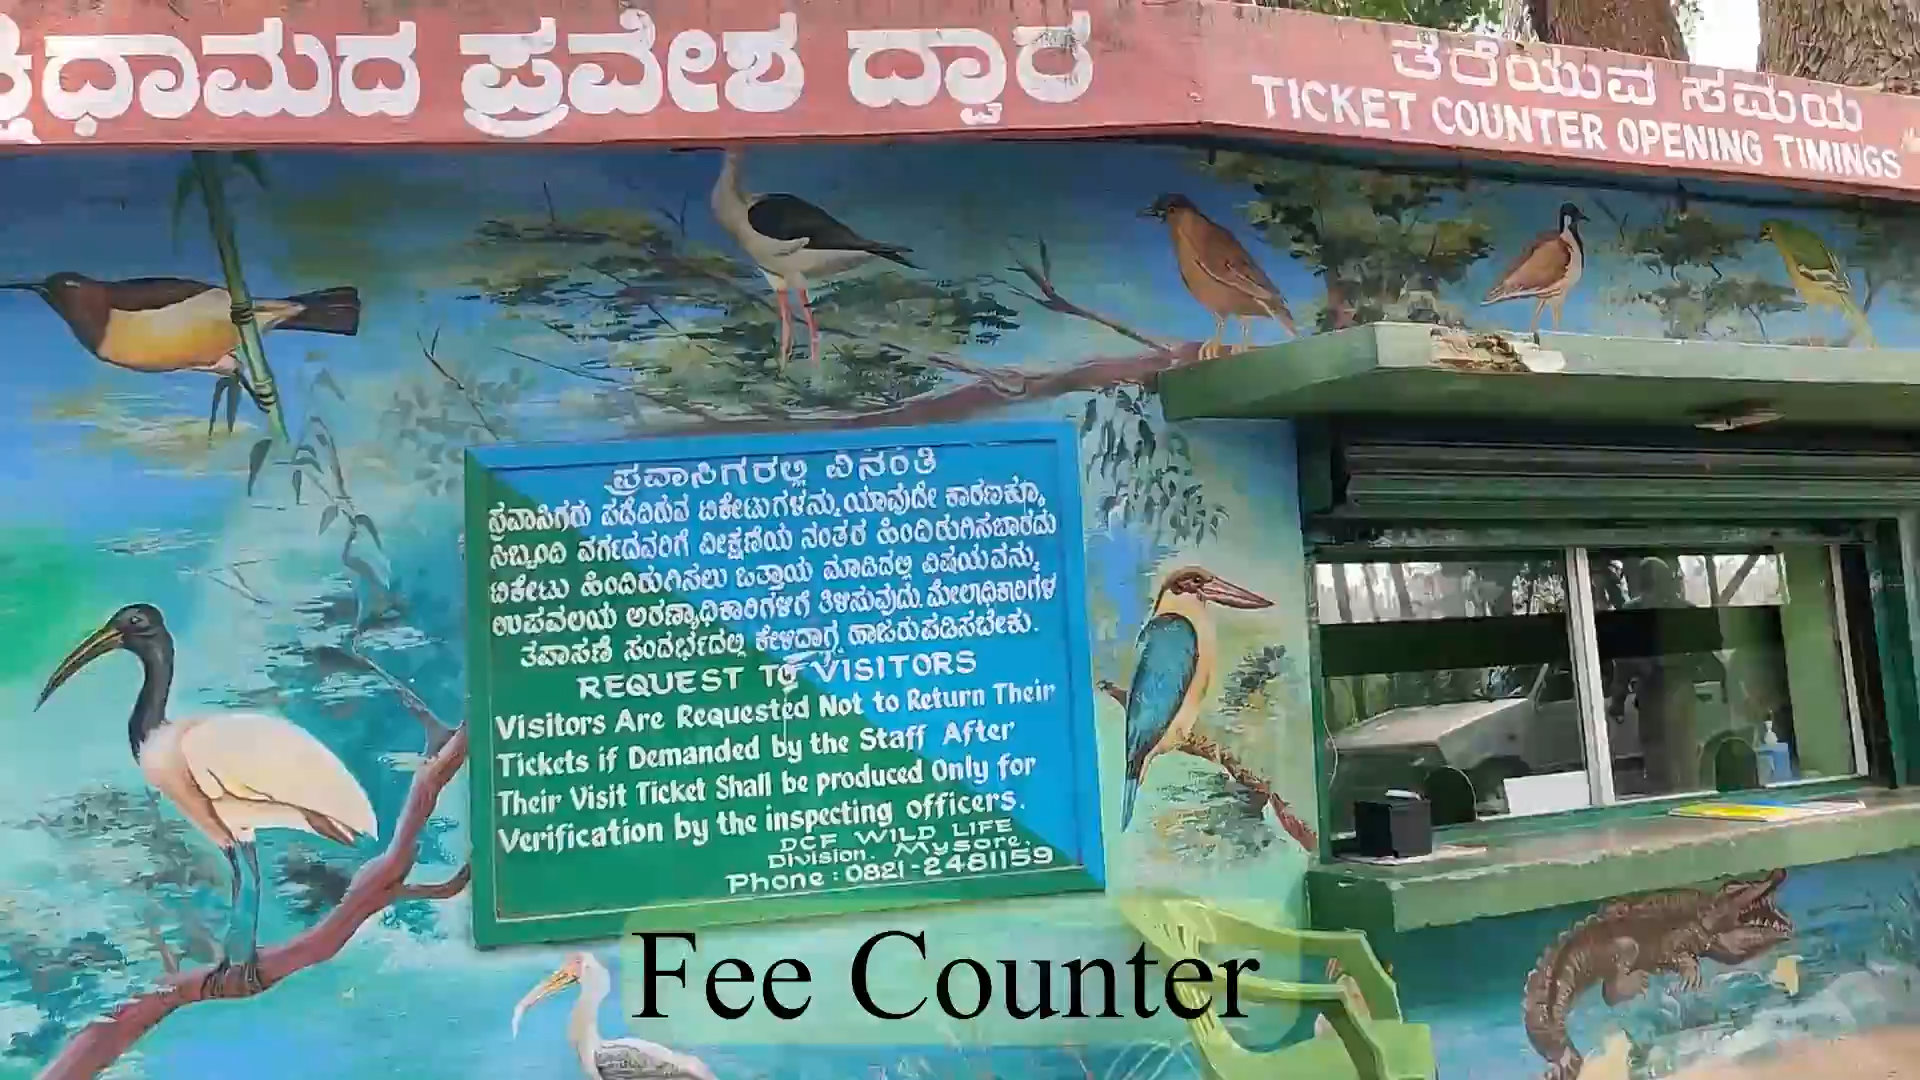 ಕ್ಷಿಧಾಮದ ಪ್ರವೇಶ ದ್ವಾರ
ತೆರೆಯುವ ಸಮಯ
TICKET COUNTER OPENING TIMINGS
ಪ್ರವಾಸಿಗರಲ್ಲಿ ವಿನಂತಿ
ಪ್ರವಾಸಿಗರು ಪಡೆದಿರುವ ಟಿಕೇಟುಗಳನ್ನು ಯಾವುದೇ ಕಾರಣಕ್ಕೂ
ಸಿಬ್ಬಂದಿ ವರ್ಗದವರಿಗೆ ವೀಕ್ಷಣೆಯ ನಂತರ ಹಿಂದಿರುಗಿಸಬಾರದು
ಟಿಕೇಟು ಹಿಂದಿರುಗಿಸಲು ಒತ್ತಾಯ ಮಾಡಿದಲ್ಲಿ ವಿಷಯವನ್ನು
ಉಪವಲಯ ಅರಣ್ಯಾಧಿಕಾರಿಗಳಿಗೆ ತಿಳಿಸುವುದು. ಮೇಲಾಧಿಕಾರಿಗಳ
ತಪಾಸಣೆ ಸಂದರ್ಭದಲ್ಲಿ ಕೇಳಿದಾಗ್ಗೆ ಹಾಜರುಪಡಿಸಬೇಕು.
REQUEST TO VISITORS
Visitors Are Requested Not to Return Their
Tickets if Demanded by the Staff After
Their Visit Ticket Shall be produced Only for
Verification by the inspecting officers.
DCF WILD LIFE
Division. Mysore.
Phone : 0821-2481159
Fee Counter